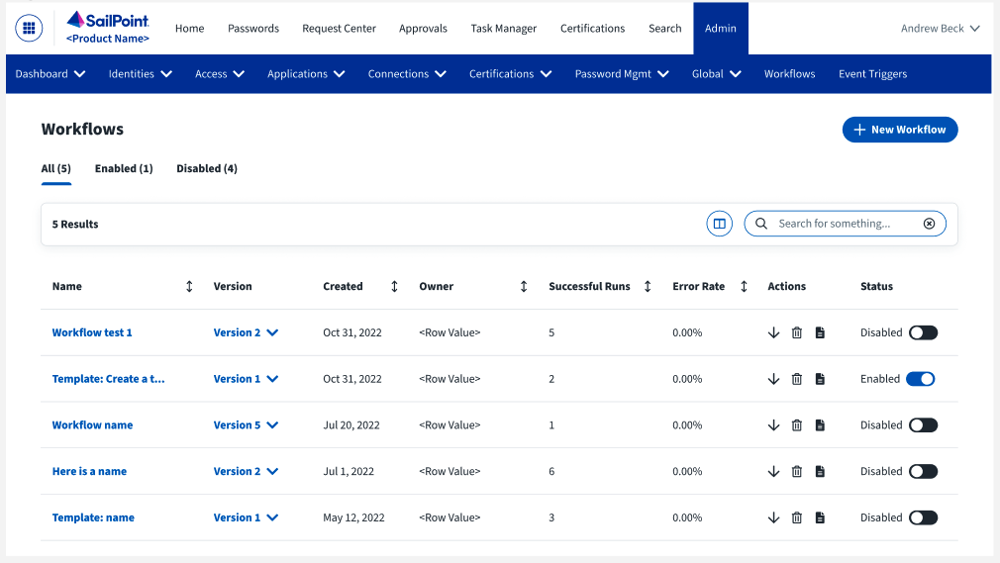 SailPoint
<Product Name>
Home Passwords Request Center Approvals Task Manager Certifications Search Admin Andrew Beck
Dashboard Identities Access Applications Connections Certifications Password Mgmt Global Workflows Event Triggers
Workflows
+ New Workflow
All (5) Enabled (1) Disabled (4)
5 Results
Search for something...
Name Version Created Owner Successful Runs Error Rate Actions Status
Workflow test 1 Version 2 Oct 31, 2022 <Row Value> 5 0.00% Disabled
Template: Create a t... Version 1 Oct 31, 2022 <Row Value> 2 0.00% Enabled
Workflow name Version 5 Jul 20, 2022 <Row Value> 1 0.00% Disabled
Here is a name Version 2 Jul 1, 2022 <Row Value> 6 0.00% Disabled
Template: name Version 1 May 12, 2022 <Row Value> 3 0.00% Disabled